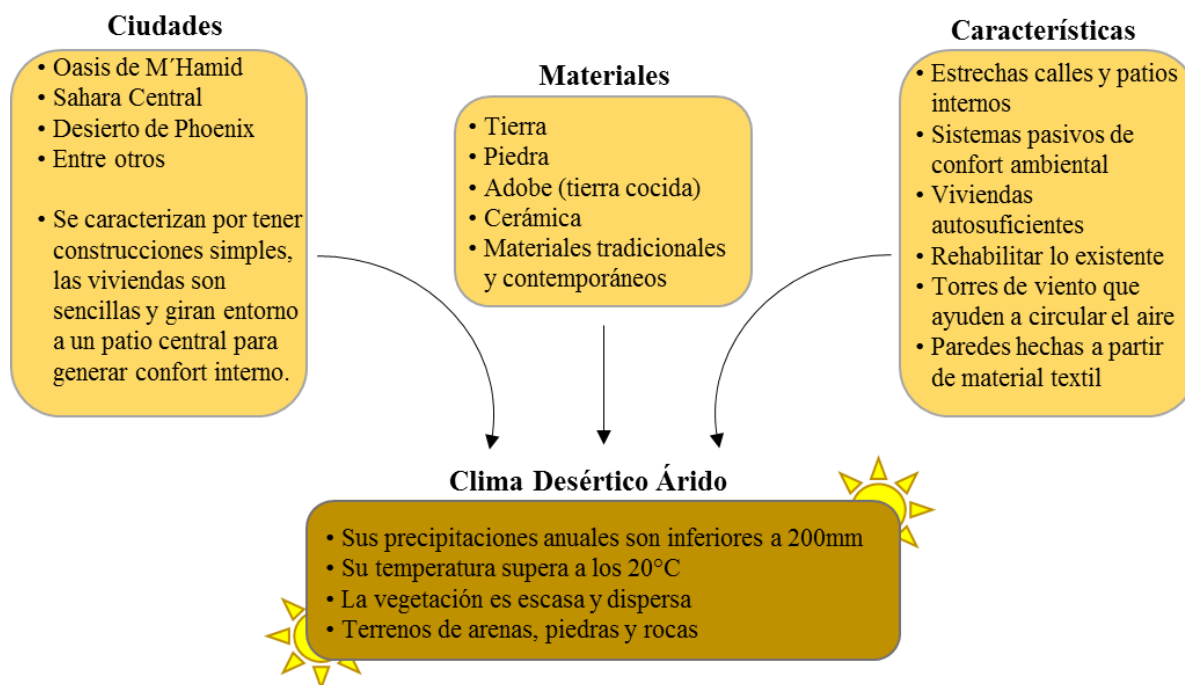 Ciudades
• Oasis de M´Hamid
• Sahara Central
• Desierto de Phoenix
• Entre otros
• Se caracterizan por tener
construcciones simples,
las viviendas son
sencillas y giran entorno
a un patio central para
generar confort interno.
Materiales
• Tierra
• Piedra
• Adobe (tierra cocida)
• Cerámica
• Materiales tradicionales
y contemporáneos
Características
• Estrechas calles y patios
internos
• Sistemas pasivos de
confort ambiental
• Viviendas
autosuficientes
• Rehabilitar lo existente
• Torres de viento que
ayuden a circular el aire
• Paredes hechas a partir
de material textil
Clima Desértico Árido
• Sus precipitaciones anuales son inferiores a 200mm
• Su temperatura supera a los 20°C
• La vegetación es escasa y dispersa
• Terrenos de arenas, piedras y rocas